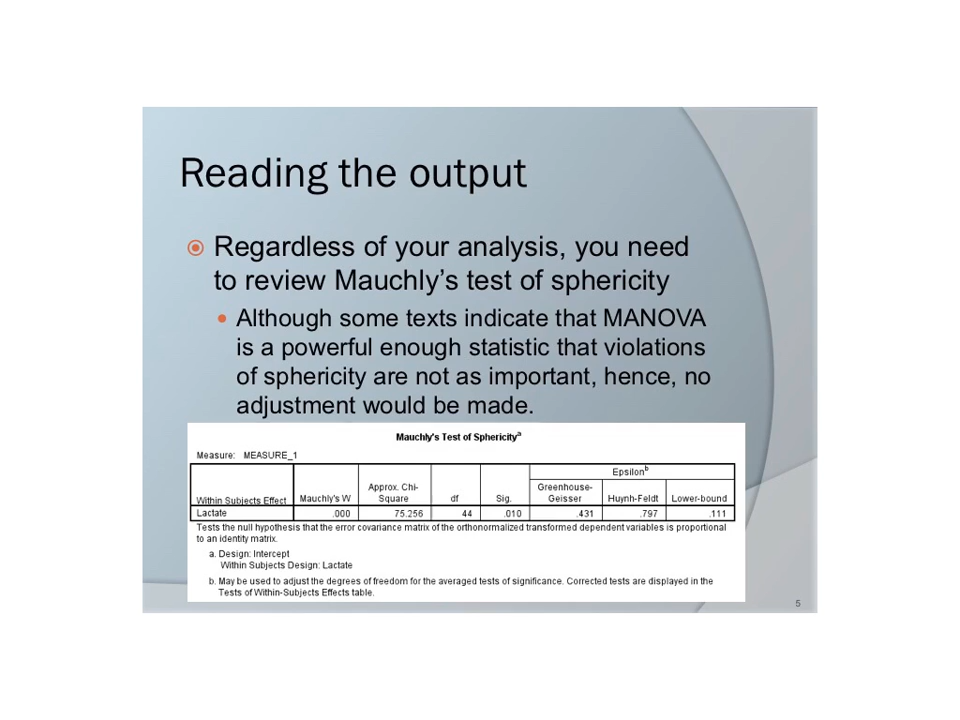 Reading the output
Regardless of your analysis, you need
to review Mauchly's test of sphericity
Although some texts indicate that MANOVA
is a powerful enough statistic that violations
of sphericity are not as important, hence, no
adjustment would be made.
Mauchly's Test of Sphericityᵃ
Measure: MEASURE_1
Epsilonᵇ
Within Subjects Effect Mauchly's W Approx. Chi-Square df Sig. Greenhouse-Geisser Huynh-Feldt Lower-bound
Lactate .000 75.256 44 .010 .431 .797 .111
Tests the null hypothesis that the error covariance matrix of the orthonormalized transformed dependent variables is proportional
to an identity matrix.
a. Design: Intercept
Within Subjects Design: Lactate
b. May be used to adjust the degrees of freedom for the averaged tests of significance. Corrected tests are displayed in the
Tests of Within-Subjects Effects table.
5